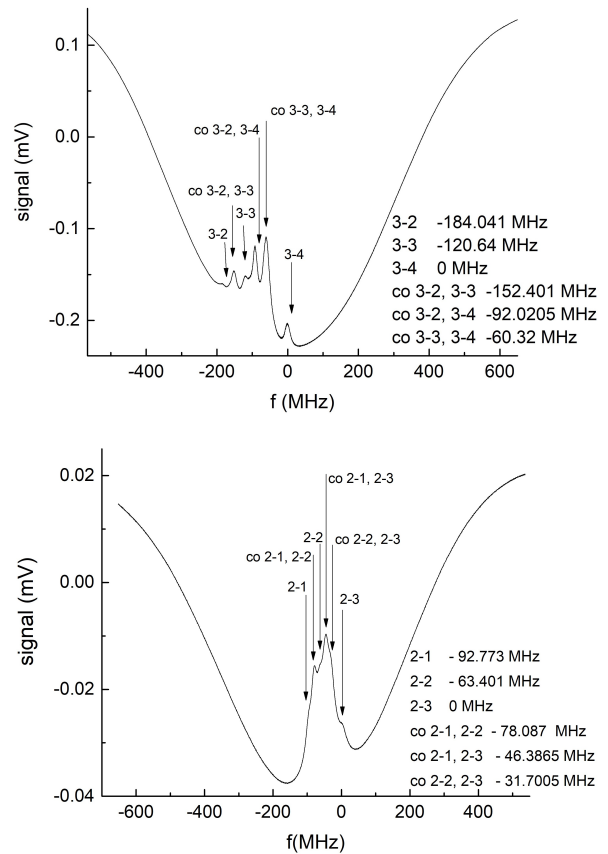 0.1
0.0
-0.1
-0.2
signal (mV)
co 3-3, 3-4
co 3-2, 3-4
co 3-2, 3-3
3-3
3-2
3-4
3-2 -184.041 MHz
3-3 -120.64 MHz
3-4 0 MHz
co 3-2, 3-3 -152.401 MHz
co 3-2, 3-4 -92.0205 MHz
co 3-3, 3-4 -60.32 MHz
-400 -200 0 200 400 600
f (MHz)
0.02
0.00
-0.02
-0.04
signal (mV)
co 2-1, 2-3
2-2 co 2-2, 2-3
co 2-1, 2-2
2-1
2-3
2-1 - 92.773 MHz
2-2 - 63.401 MHz
2-3 0 MHz
co 2-1, 2-2 - 78.087 MHz
co 2-1, 2-3 - 46.3865 MHz
co 2-2, 2-3 - 31.7005 MHz
-600 -400 -200 0 200 400
f(MHz)